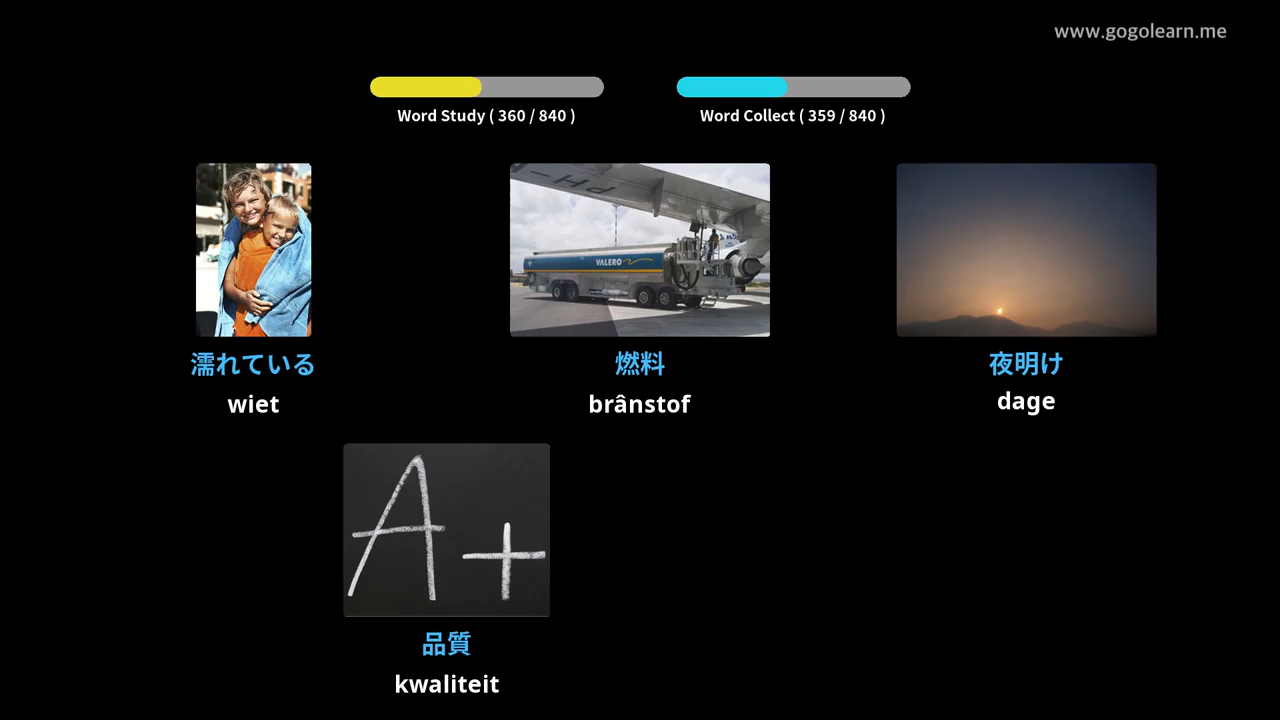 www.gogolearn.me
Word Study ( 360 / 840 )
Word Collect ( 359 / 840 )
VALERO
濡れている
燃料
夜明け
wiet
brânstof
dage
A+
品質
kwaliteit